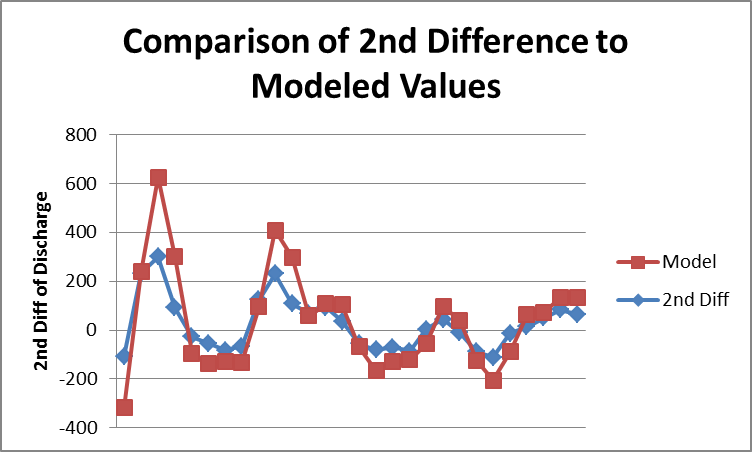 Comparison of 2nd Difference to
Modeled Values
2nd Diff of Discharge
800
600
400
200
0
-200
-400
Model
2nd Diff